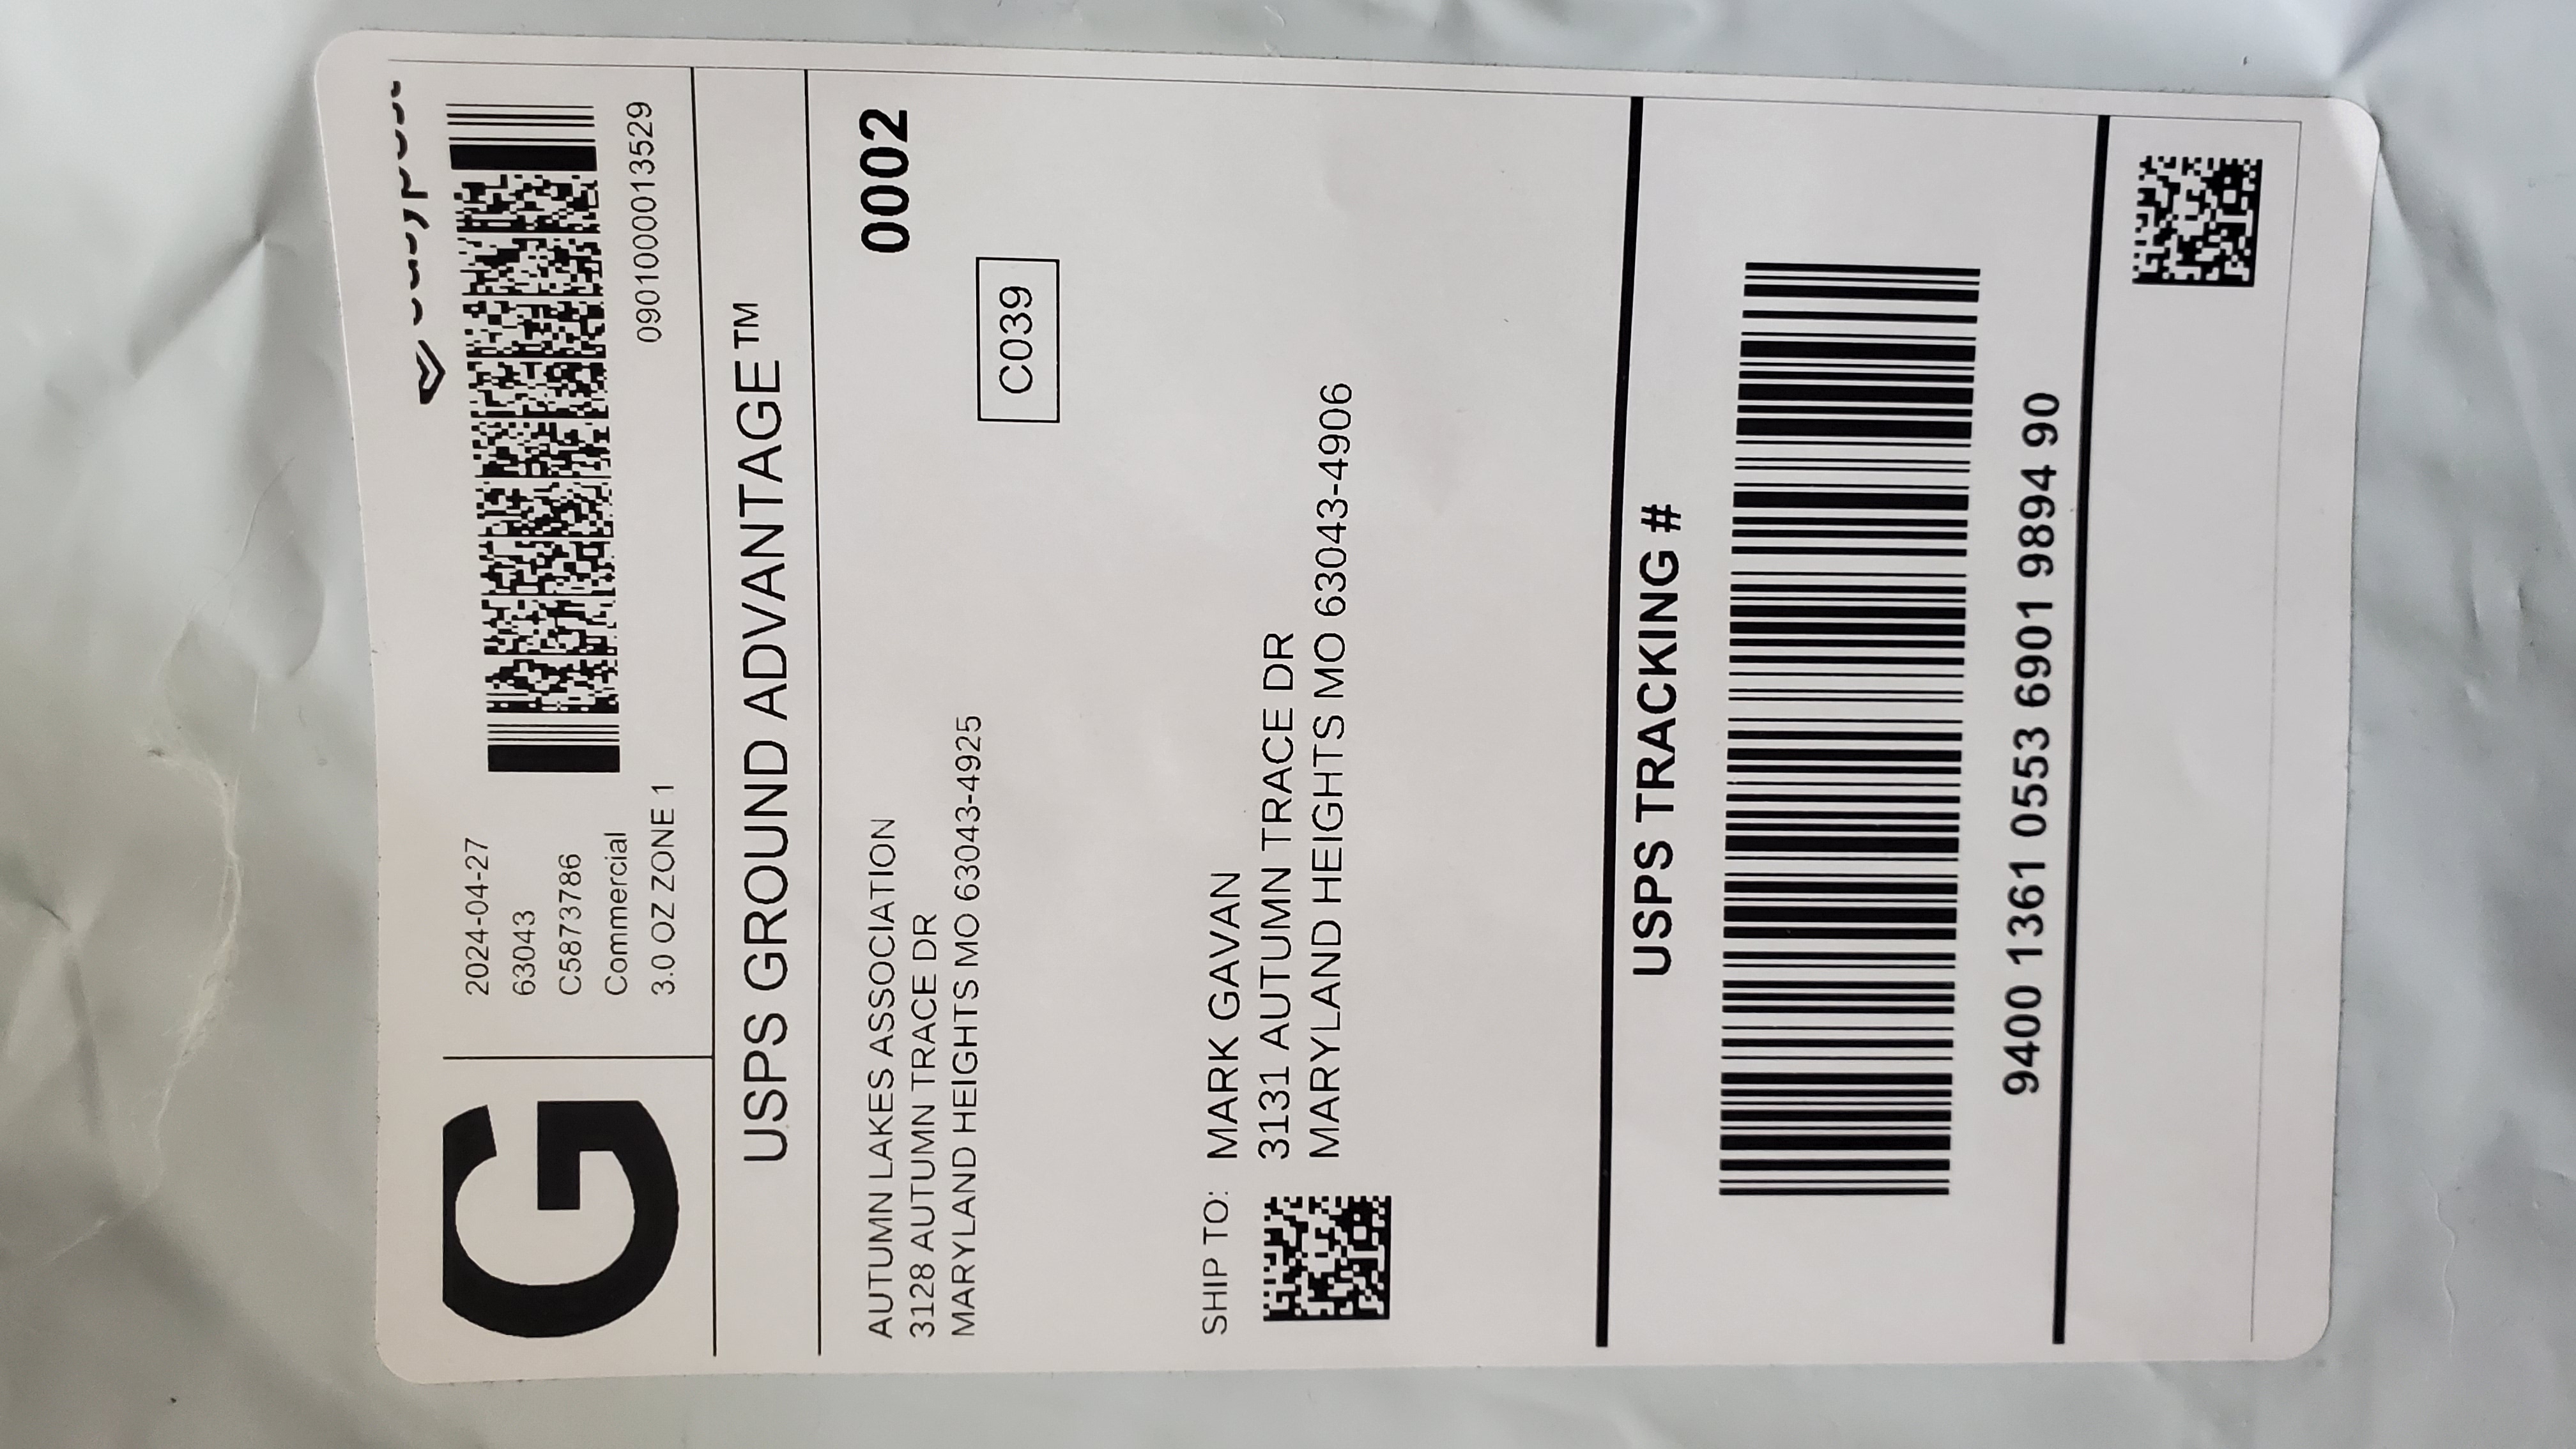 2024-04-27
63043
C5873786
Commercial
3.0 OZ ZONE 1
0901000013529
G
USPS GROUND ADVANTAGE™
0002
AUTUMN LAKES ASSOCIATION
3128 AUTUMN TRACE DR
MARYLAND HEIGHTS MO 63043-4925
C039
SHIP TO:
MARK GAVAN
3131 AUTUMN TRACE DR
MARYLAND HEIGHTS MO 63043-4906
USPS TRACKING #
9400 1361 0553 6901 9894 90